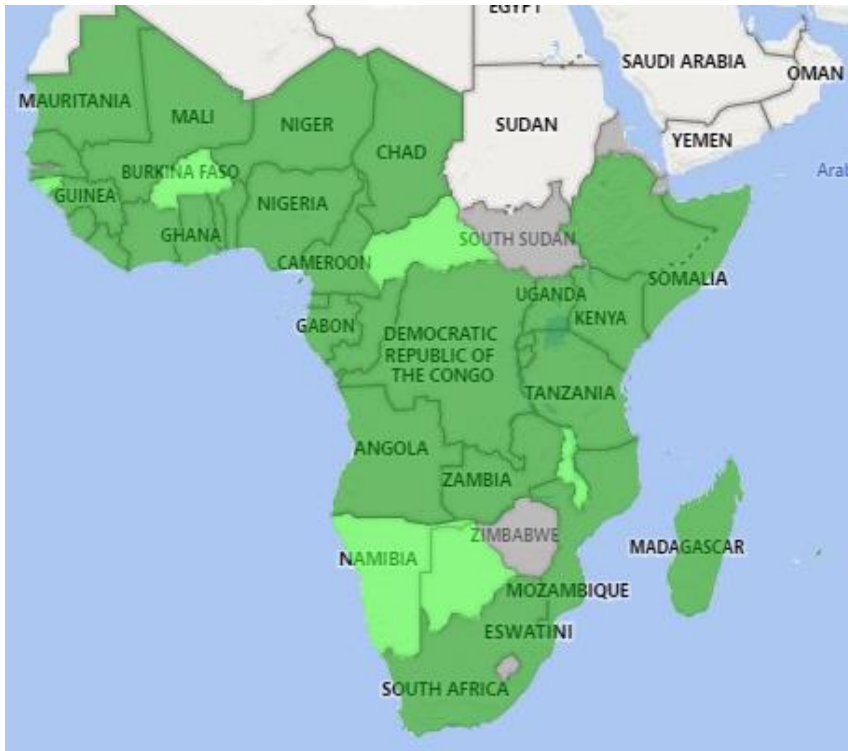 EGYPT
SAUDI ARABIA
OMAN
MAURITANIA
MALI
NIGER
SUDAN
YEMEN
CHAD
Arab
BURKINA FASO
GUINEA
NIGERIA
GHANA
SOUTH SUDAN
CAMEROON
SOMALIA
UGANDA
KENYA
GABON
DEMOCRATIC
REPUBLIC OF
THE CONGO
TANZANIA
ANGOLA
ZAMBIA
ZIMBABWE
MADAGASCAR
NAMIBIA
MOZAMBIQUE
ESWATINI
SOUTH AFRICA